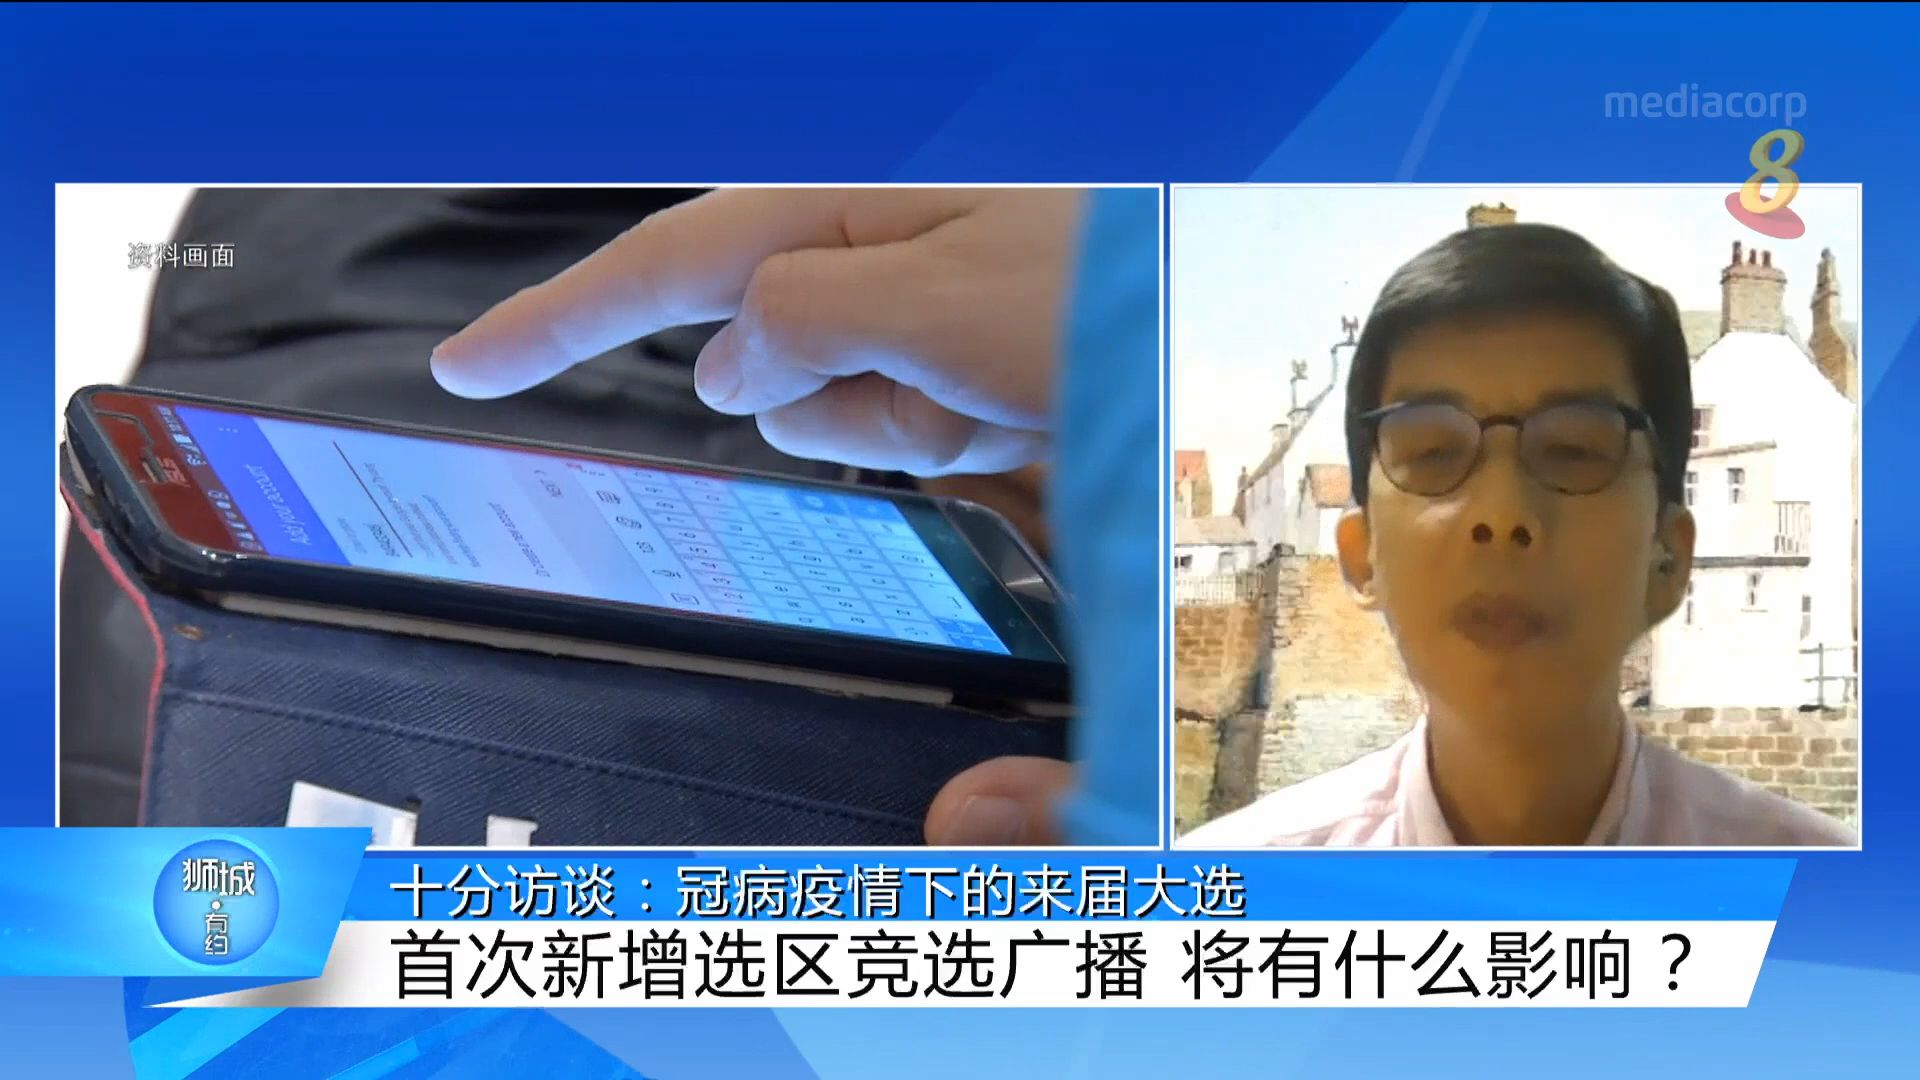 mediacorp
8
资料画面
狮城
有约
十分访谈：冠病疫情下的来届大选
首次新增选区竞选广播 将有什么影响？